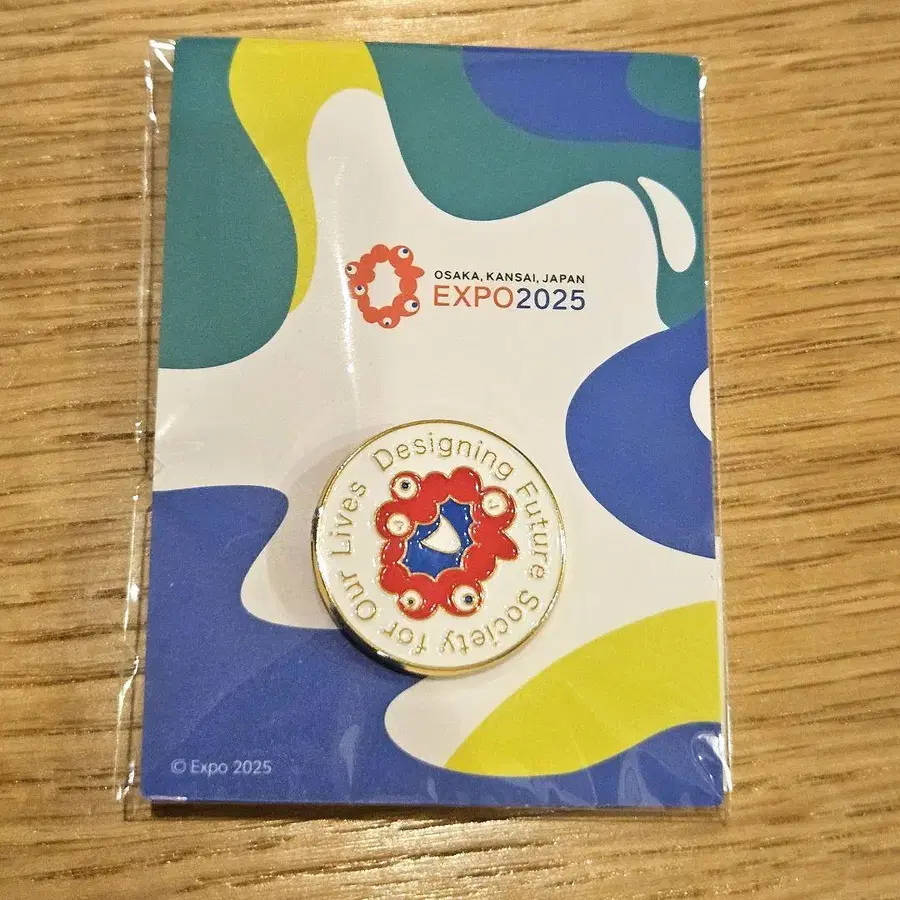 OSAKA, KANSAI, JAPAN
EXPO2025
Designing Future Society for Our Lives
© Expo 2025